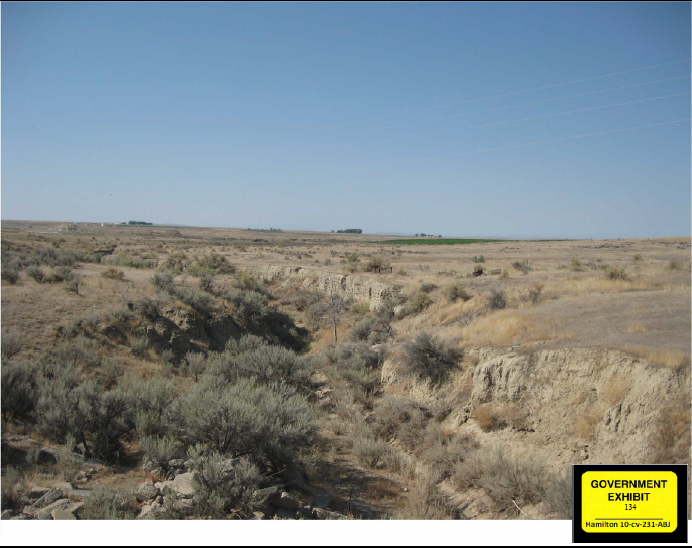 GOVERNMENT
EXHIBIT
134
Hamilton 10-cv-231-ABJ